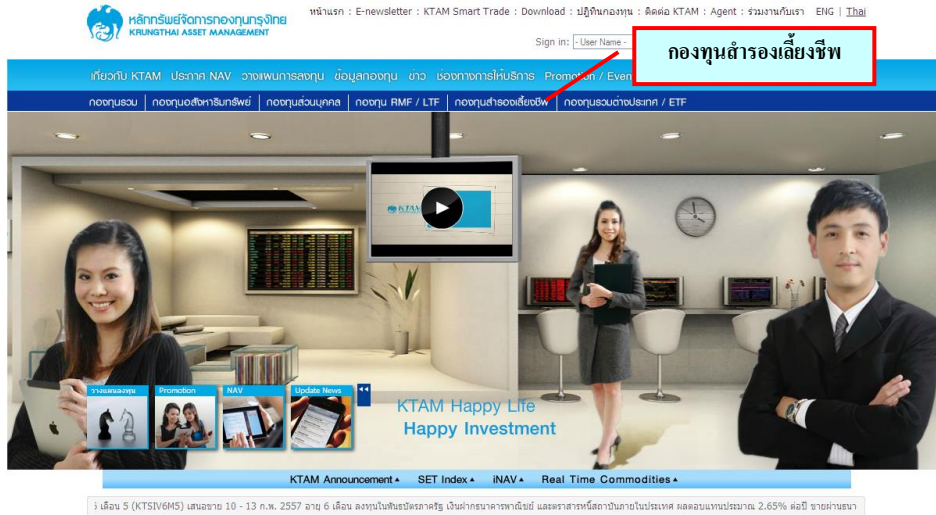 หลักทรัพย์จัดการกองทุนกรุงไทย
KRUNGTHAI ASSET MANAGEMENT
หน้าแรก : E-newsletter : KTAM Smart Trade : Download : ปฏิทินกองทุน : ติดต่อ KTAM : Agent : ร่วมงานกับเรา ENG | Thai
Sign in: - User Name -
กองทุนสำรองเลี้ยงชีพ
เกี่ยวกับ KTAM ประกาศ NAV วางแผนการลงทุน ข้อมูลกองทุน ข่าว ช่องทางการให้บริการ Promotion / Even
กองทุนรวม | กองทุนอสังหาริมทรัพย์ | กองทุนส่วนบุคคล | กองทุน RMF / LTF | กองทุนสำรองเลี้ยงชีพ | กองทุนรวมต่างประเทศ / ETF
KTAM
วางแผนลงทุน Promotion NAV Update News
KTAM Happy Life
Happy Investment
KTAM Announcement SET Index iNAV Real Time Commodities
เดือน 5 (KTSIV6M5) เสนอขาย 10 - 13 ก.พ. 2557 อายุ 6 เดือน ลงทุนในพันธบัตรภาครัฐ เงินฝากธนาคารพาณิชย์ และตราสารหนี้สถาบันภายในประเทศ ผลตอบแทนประมาณ 2.65% ต่อปี ขายผ่านธนา